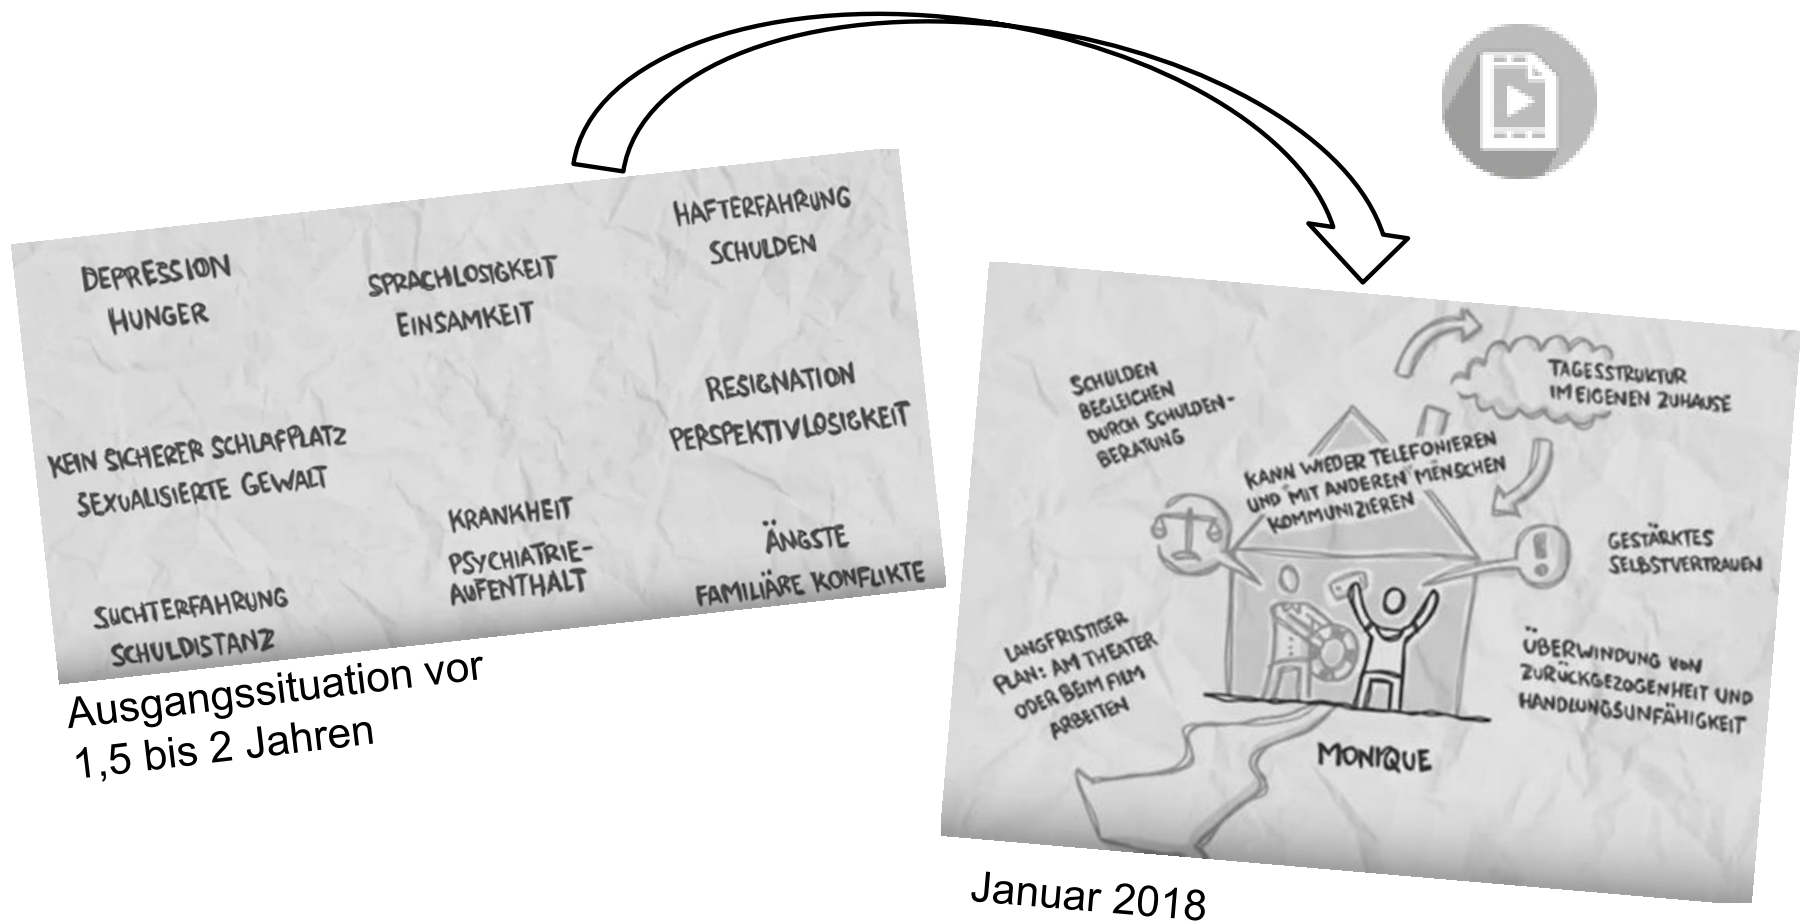 DEPRESSION
HUNGER
SPRACHLOSIGKEIT
EINSAMKEIT
HAFTERFAHRUNG
SCHULDEN
KEIN SICHERER SCHLAFPLATZ
SEXUALISIERTE GEWALT
RESIGNATION
PERSPEKTIVLOSIGKEIT
KRANKHEIT
PSYCHIATRIE-
AUFENTHALT
ÄNGSTE
FAMILIÄRE KONFLIKTE
SUCHTERFAHRUNG
SCHULDISTANZ
Ausgangssituation vor
1,5 bis 2 Jahren
SCHULDEN
BEGLEICHEN
DURCH SCHULDEN-
BERATUNG
TAGESSTRUKTUR
IM EIGENEN ZUHAUSE
KANN WIEDER TELEFONIEREN
UND MIT ANDEREN MENSCHEN
KOMMUNIZIEREN
GESTÄRKTES
SELBSTVERTRAUEN
LANGFRISTIGER
PLAN: AM THEATER
ODER BEIM FILM
ARBEITEN
ÜBERWINDUNG VON
ZURÜCKGEZOGENHEIT UND
HANDLUNGSUNFÄHIGKEIT
MONIQUE
Januar 2018